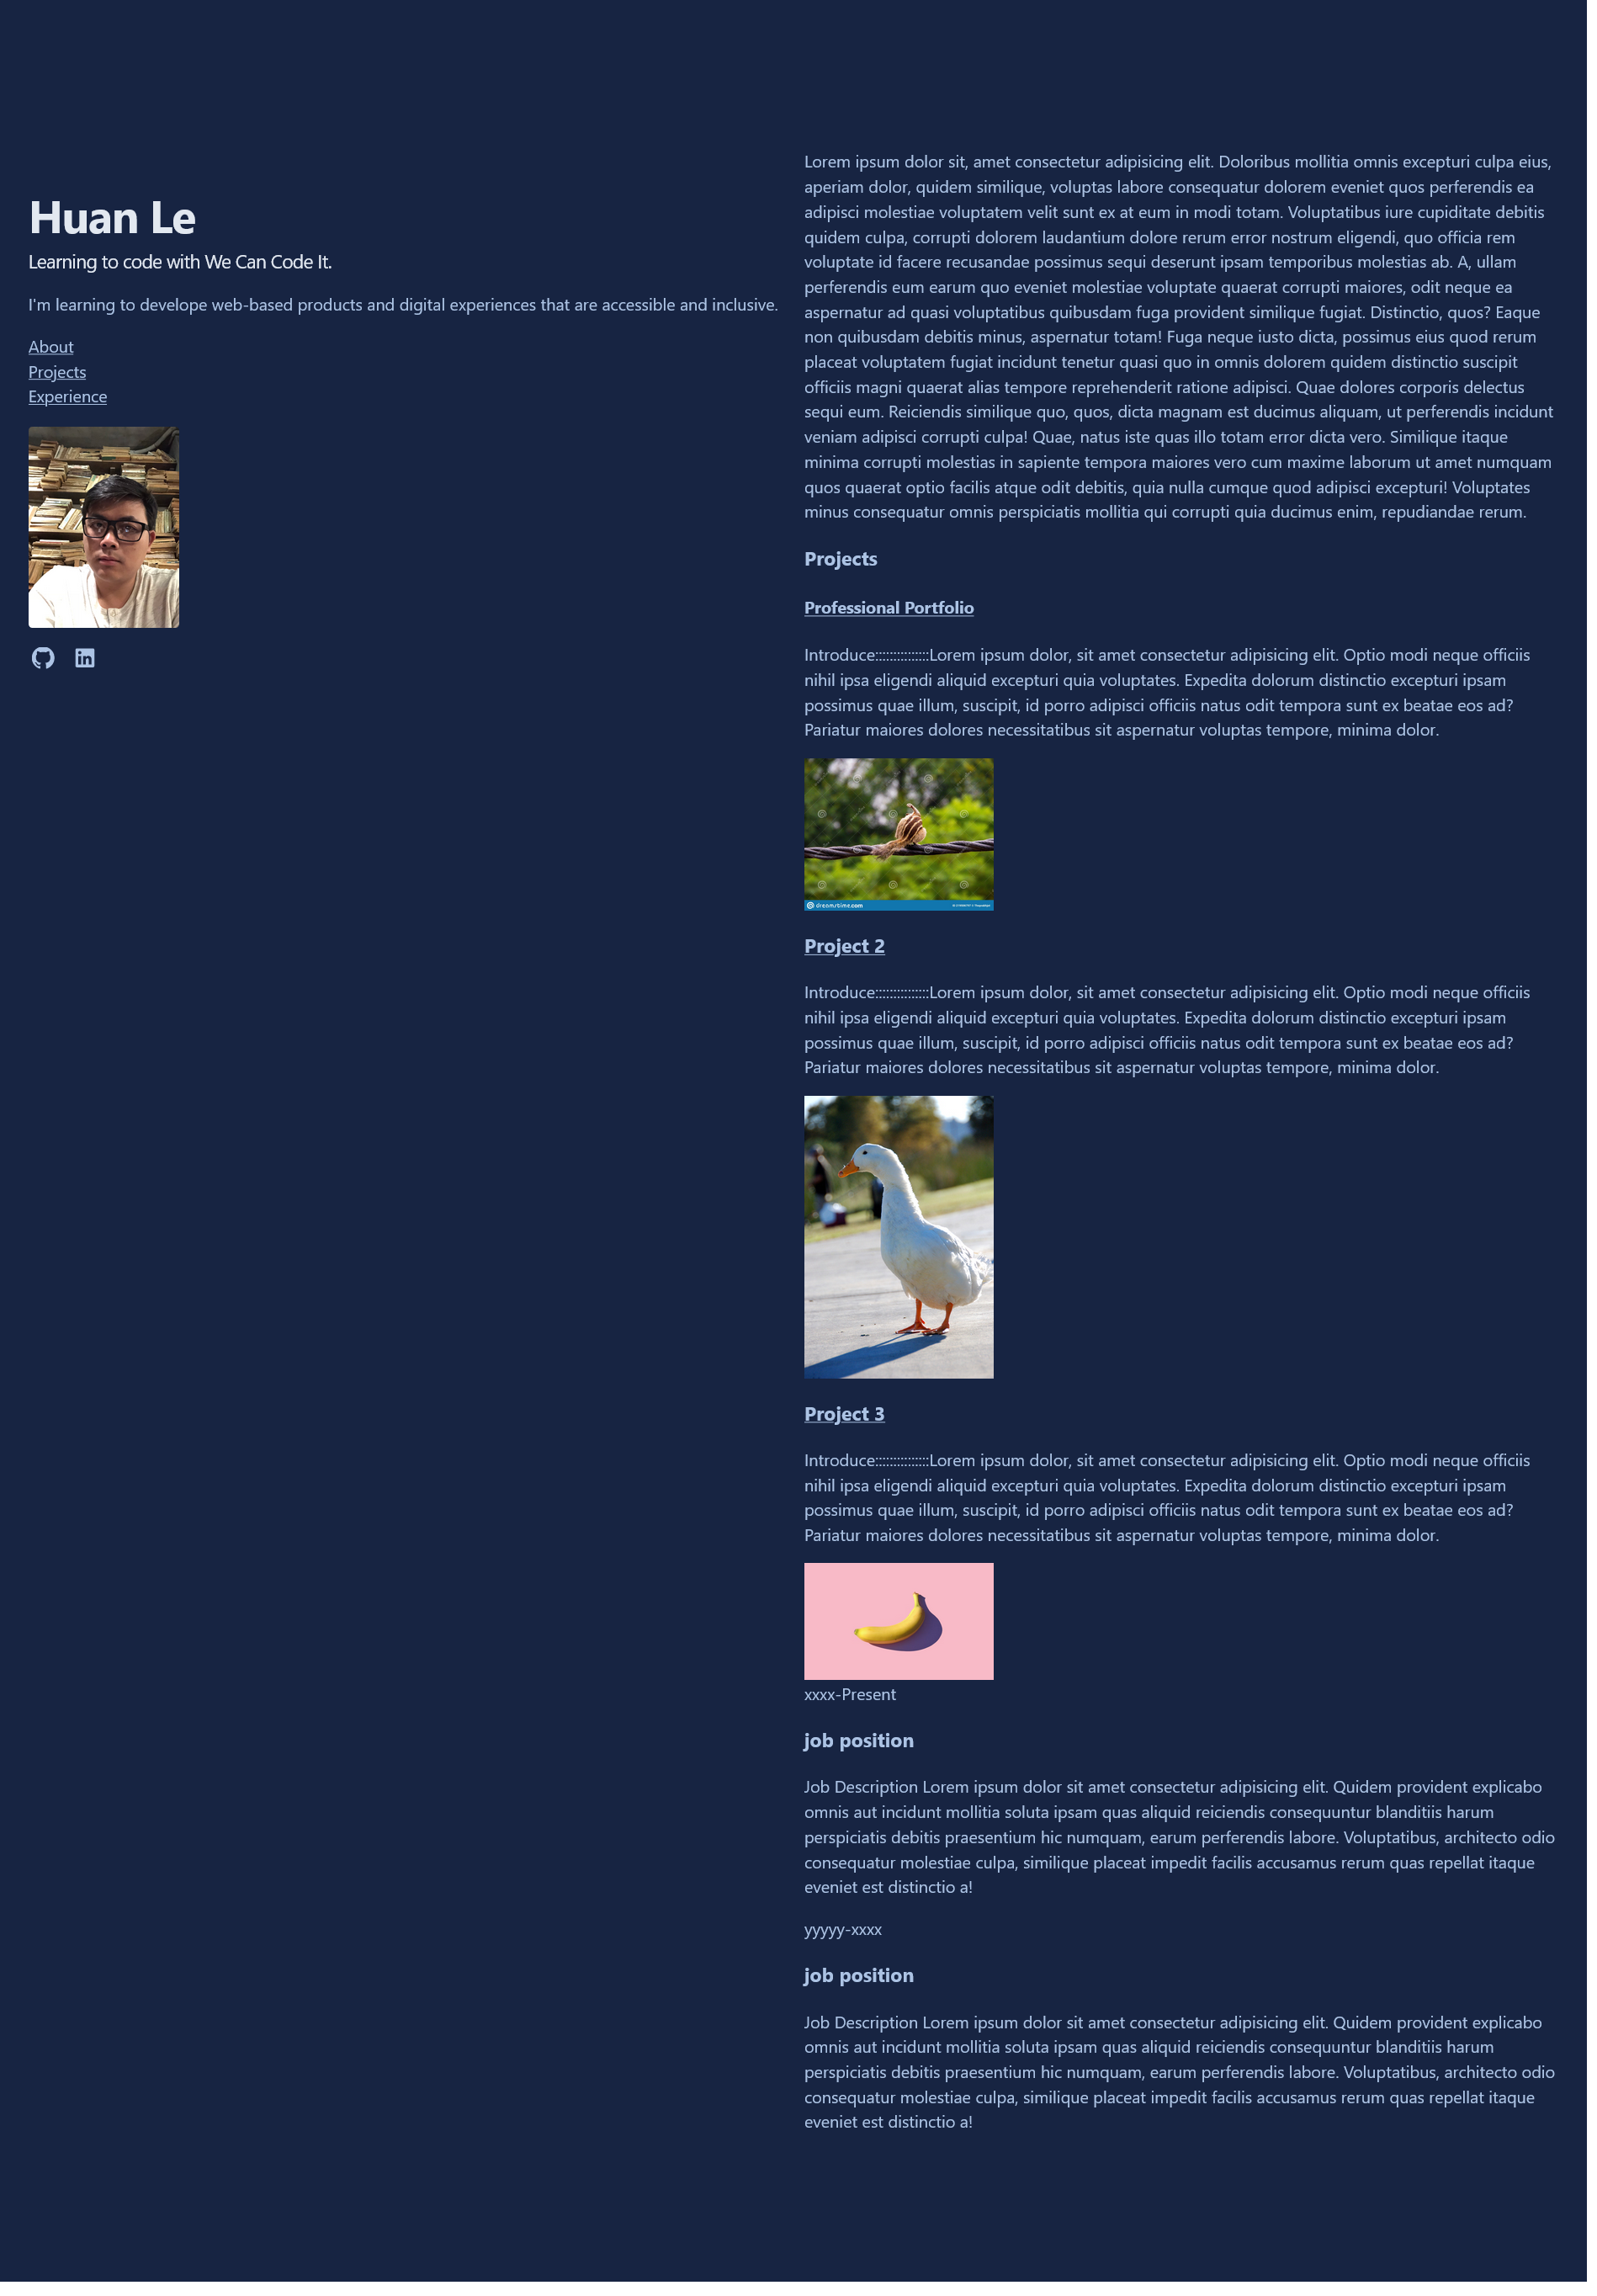 Huan Le
Learning to code with We Can Code It.
I'm learning to develope web-based products and digital experiences that are accessible and inclusive.
About
Projects
Experience
Lorem ipsum dolor sit, amet consectetur adipisicing elit. Doloribus mollitia omnis excepturi culpa eius,
aperiam dolor, quidem similique, voluptas labore consequatur dolorem eveniet quos perferendis ea
adipisci molestiae voluptatem velit sunt ex at eum in modi totam. Voluptatibus iure cupiditate debitis
quidem culpa, corrupti dolorem laudantium dolore rerum error nostrum eligendi, quo officia rem
voluptate id facere recusandae possimus sequi deserunt ipsam temporibus molestias ab. A, ullam
perferendis eum earum quo eveniet molestiae voluptate quaerat corrupti maiores, odit neque ea
aspernatur ad quasi voluptatibus quibusdam fuga provident similique fugiat. Distinctio, quos? Eaque
non quibusdam debitis minus, aspernatur totam! Fuga neque iusto dicta, possimus eius quod rerum
placeat voluptatem fugiat incidunt tenetur quasi quo in omnis dolorem quidem distinctio suscipit
officiis magni quaerat alias tempore reprehenderit ratione adipisci. Quae dolores corporis delectus
sequi eum. Reiciendis similique quo, quos, dicta magnam est ducimus aliquam, ut perferendis incidunt
veniam adipisci corrupti culpa! Quae, natus iste quas illo totam error dicta vero. Similique itaque
minima corrupti molestias in sapiente tempora maiores vero cum maxime laborum ut amet numquam
quos quaerat optio facilis atque odit debitis, quia nulla cumque quod adipisci excepturi! Voluptates
minus consequatur omnis perspiciatis mollitia qui corrupti quia ducimus enim, repudiandae rerum.
Projects
Professional Portfolio
Introduce:::::::::::::::Lorem ipsum dolor, sit amet consectetur adipisicing elit. Optio modi neque officiis
nihil ipsa eligendi aliquid excepturi quia voluptates. Expedita dolorum distinctio excepturi ipsam
possimus quae illum, suscipit, id porro adipisci officiis natus odit tempora sunt ex beatae eos ad?
Pariatur maiores dolores necessitatibus sit aspernatur voluptas tempore, minima dolor.
dreamstime.com
Project 2
Introduce:::::::::::::::Lorem ipsum dolor, sit amet consectetur adipisicing elit. Optio modi neque officiis
nihil ipsa eligendi aliquid excepturi quia voluptates. Expedita dolorum distinctio excepturi ipsam
possimus quae illum, suscipit, id porro adipisci officiis natus odit tempora sunt ex beatae eos ad?
Pariatur maiores dolores necessitatibus sit aspernatur voluptas tempore, minima dolor.
Project 3
Introduce:::::::::::::::Lorem ipsum dolor, sit amet consectetur adipisicing elit. Optio modi neque officiis
nihil ipsa eligendi aliquid excepturi quia voluptates. Expedita dolorum distinctio excepturi ipsam
possimus quae illum, suscipit, id porro adipisci officiis natus odit tempora sunt ex beatae eos ad?
Pariatur maiores dolores necessitatibus sit aspernatur voluptas tempore, minima dolor.
xxxx-Present
job position
Job Description Lorem ipsum dolor sit amet consectetur adipisicing elit. Quidem provident explicabo
omnis aut incidunt mollitia soluta ipsam quas aliquid reiciendis consequuntur blanditiis harum
perspiciatis debitis praesentium hic numquam, earum perferendis labore. Voluptatibus, architecto odio
consequatur molestiae culpa, similique placeat impedit facilis accusamus rerum quas repellat itaque
eveniet est distinctio a!
yyyyy-xxxx
job position
Job Description Lorem ipsum dolor sit amet consectetur adipisicing elit. Quidem provident explicabo
omnis aut incidunt mollitia soluta ipsam quas aliquid reiciendis consequuntur blanditiis harum
perspiciatis debitis praesentium hic numquam, earum perferendis labore. Voluptatibus, architecto odio
consequatur molestiae culpa, similique placeat impedit facilis accusamus rerum quas repellat itaque
eveniet est distinctio a!